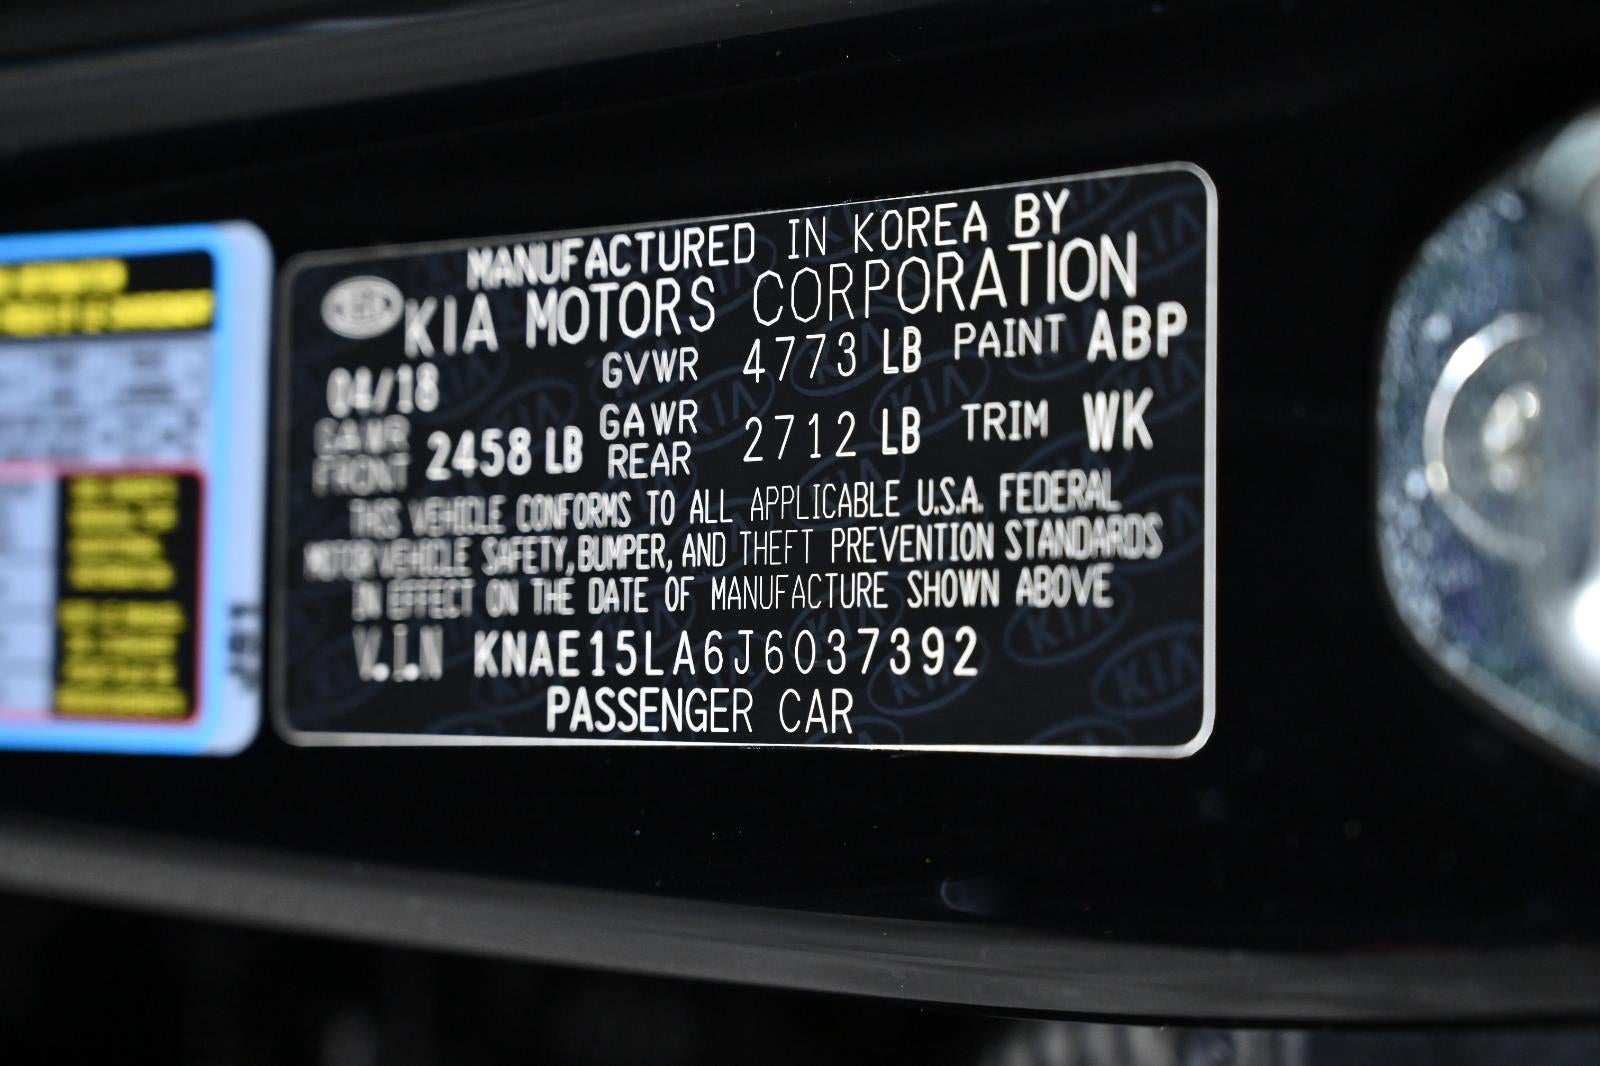 MANUFACTURED IN KOREA BY
KIA KIA MOTORS CORPORATION
04/18 GVWR 4773 LB PAINT ABP
GAWR FRONT 2458 LB GAWR REAR 2712 LB TRIM WK
THIS VEHICLE CONFORMS TO ALL APPLICABLE U.S.A. FEDERAL
MOTOR VEHICLE SAFETY, BUMPER, AND THEFT PREVENTION STANDARDS
IN EFFECT ON THE DATE OF MANUFACTURE SHOWN ABOVE
V.I.N KNAE15LA6J6037392
PASSENGER CAR